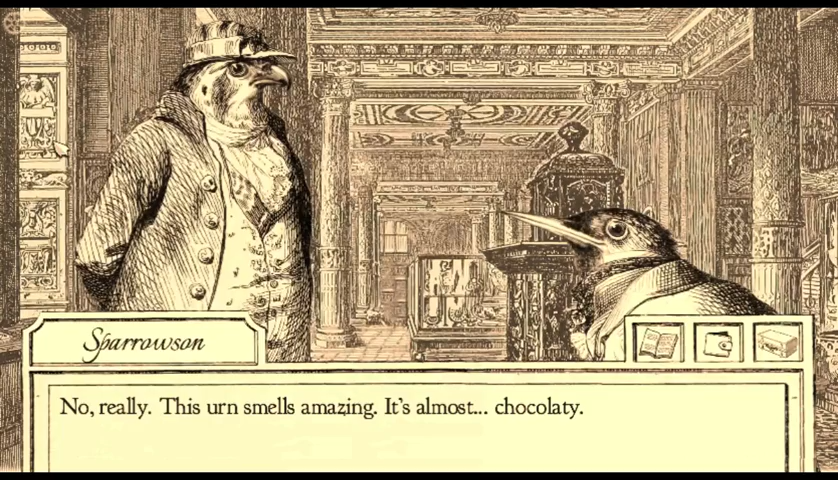 Sparrowson
No, really. This urn smells amazing. It's almost... chocolaty.